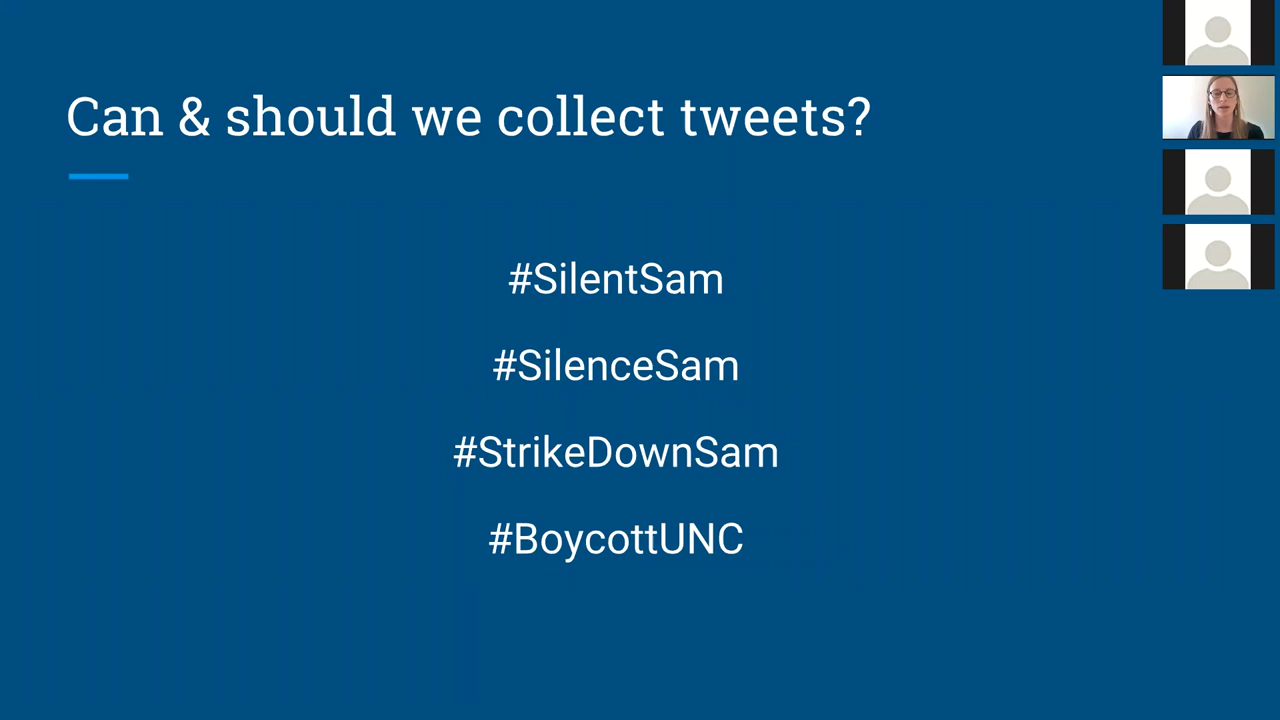 Can & should we collect tweets?
#SilentSam
#SilenceSam
#StrikeDownSam
#BoycottUNC